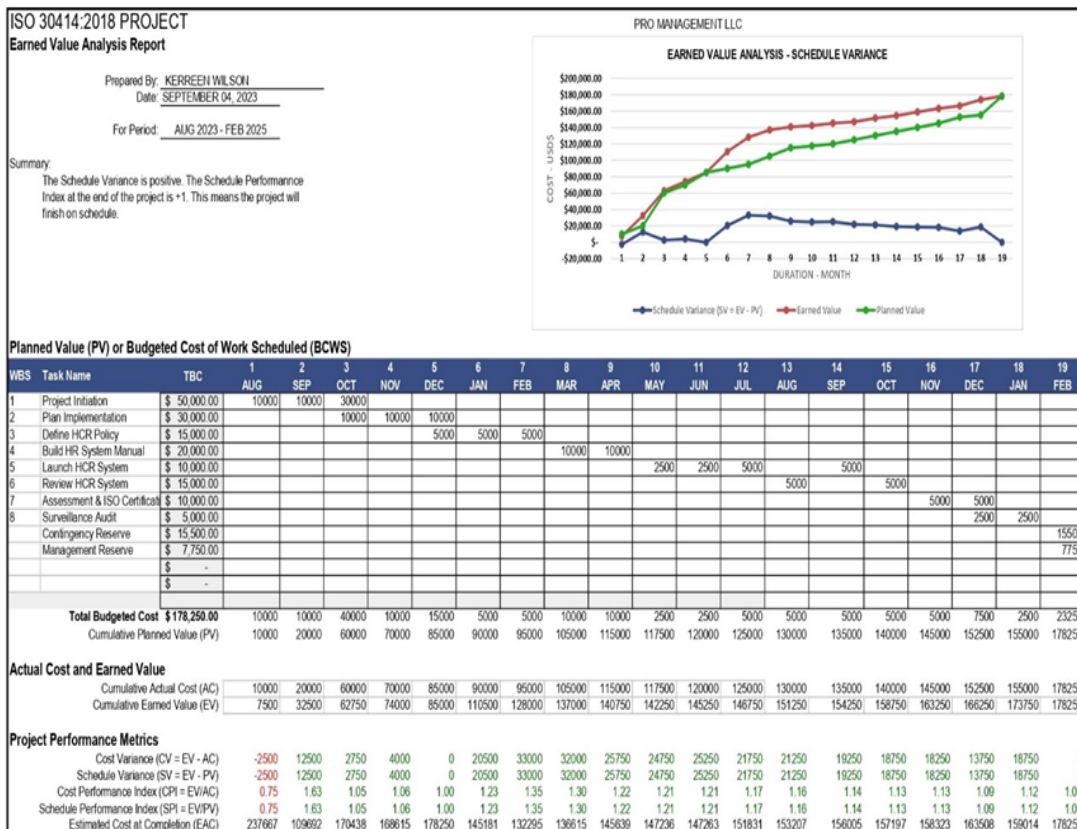 ISO 30414:2018 PROJECT
PRO MANAGEMENT LLC
Earned Value Analysis Report
Prepared By: KERREEN WILSON
Date: SEPTEMBER 04, 2023
For Period: AUG 2023 - FEB 2025
Summary:
The Schedule Variance is positive. The Schedule Performannce
Index at the end of the project is +1. This means the project will
finish on schedule.
EARNED VALUE ANALYSIS - SCHEDULE VARIANCE
$200,000.00
$180,000.00
$160,000.00
$140,000.00
$120,000.00
$100,000.00
$80,000.00
$60,000.00
$40,000.00
$20,000.00
$-
-$20,000.00
COST - USDS
1 2 3 4 5 6 7 8 9 10 11 12 13 14 15 16 17 18 19
DURATION - MONTH
Schedule Variance (SV = EV - PV) Earned Value Planned Value
Planned Value (PV) or Budgeted Cost of Work Scheduled (BCWS)
1 2 3 4 5 6 7 8 9 10 11 12 13 14 15 16 17 18 19
WBS Task Name TBC AUG SEP OCT NOV DEC JAN FEB MAR APR MAY JUN JUL AUG SEP OCT NOV DEC JAN FEB
1 Project Initiation $ 50,000.00 10000 10000 30000
2 Plan Implementation $ 30,000.00 10000 10000 10000
3 Define HCR Policy $ 15,000.00 5000 5000 5000
4 Build HR System Manual $ 20,000.00 10000 10000
5 Launch HCR System $ 10,000.00 2500 2500 5000 5000
6 Review HCR System $ 15,000.00 5000 5000
7 Assessment & ISO Certificat $ 10,000.00 5000 5000
8 Surveillance Audit $ 5,000.00 2500 2500
Contingency Reserve $ 15,500.00 1550
Management Reserve $ 7,750.00 775
$ -
$ -
Total Budgeted Cost $178,250.00 10000 10000 40000 10000 15000 5000 5000 10000 10000 2500 2500 5000 5000 5000 5000 5000 7500 2500 2325
Cumulative Planned Value (PV) 10000 20000 60000 70000 85000 90000 95000 105000 115000 117500 120000 125000 130000 135000 140000 145000 152500 155000 17825
Actual Cost and Earned Value
Cumulative Actual Cost (AC) 10000 20000 60000 70000 85000 90000 95000 105000 115000 117500 120000 125000 130000 135000 140000 145000 152500 155000 17825
Cumulative Earned Value (EV) 7500 32500 62750 74000 85000 110500 128000 137000 140750 142250 145250 146750 151250 154250 158750 163250 166250 173750 17825
Project Performance Metrics
Cost Variance (CV = EV - AC) -2500 12500 2750 4000 0 20500 33000 32000 25750 24750 25250 21750 21250 19250 18750 18250 13750 18750
Schedule Variance (SV = EV - PV) -2500 12500 2750 4000 0 20500 33000 32000 25750 24750 25250 21750 21250 19250 18750 18250 13750 18750
Cost Performance Index (CPI = EV/AC) 0.75 1.63 1.05 1.06 1.00 1.23 1.35 1.30 1.22 1.21 1.21 1.17 1.16 1.14 1.13 1.13 1.09 1.12 1.0
Schedule Performance Index (SPI = EV/PV) 0.75 1.63 1.05 1.06 1.00 1.23 1.35 1.30 1.22 1.21 1.21 1.17 1.16 1.14 1.13 1.13 1.09 1.12 1.0
Estimated Cost at Completion (EAC) 237667 109692 170438 168615 178250 145181 132295 136615 145639 147236 147263 151831 153207 156005 157197 158323 163508 159014 17825